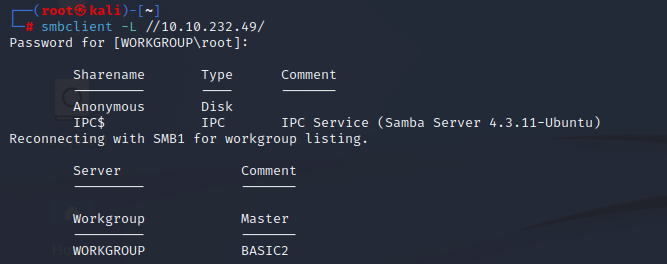 ┌──(root㉿kali)-[~]
└─# smbclient -L //10.10.232.49/
Password for [WORKGROUP\root]:
Sharename Type Comment
--------- ---- -------
Anonymous Disk
IPC$ IPC IPC Service (Samba Server 4.3.11-Ubuntu)
Reconnecting with SMB1 for workgroup listing.
Server Comment
--------- -------
Workgroup Master
--------- -------
WORKGROUP BASIC2